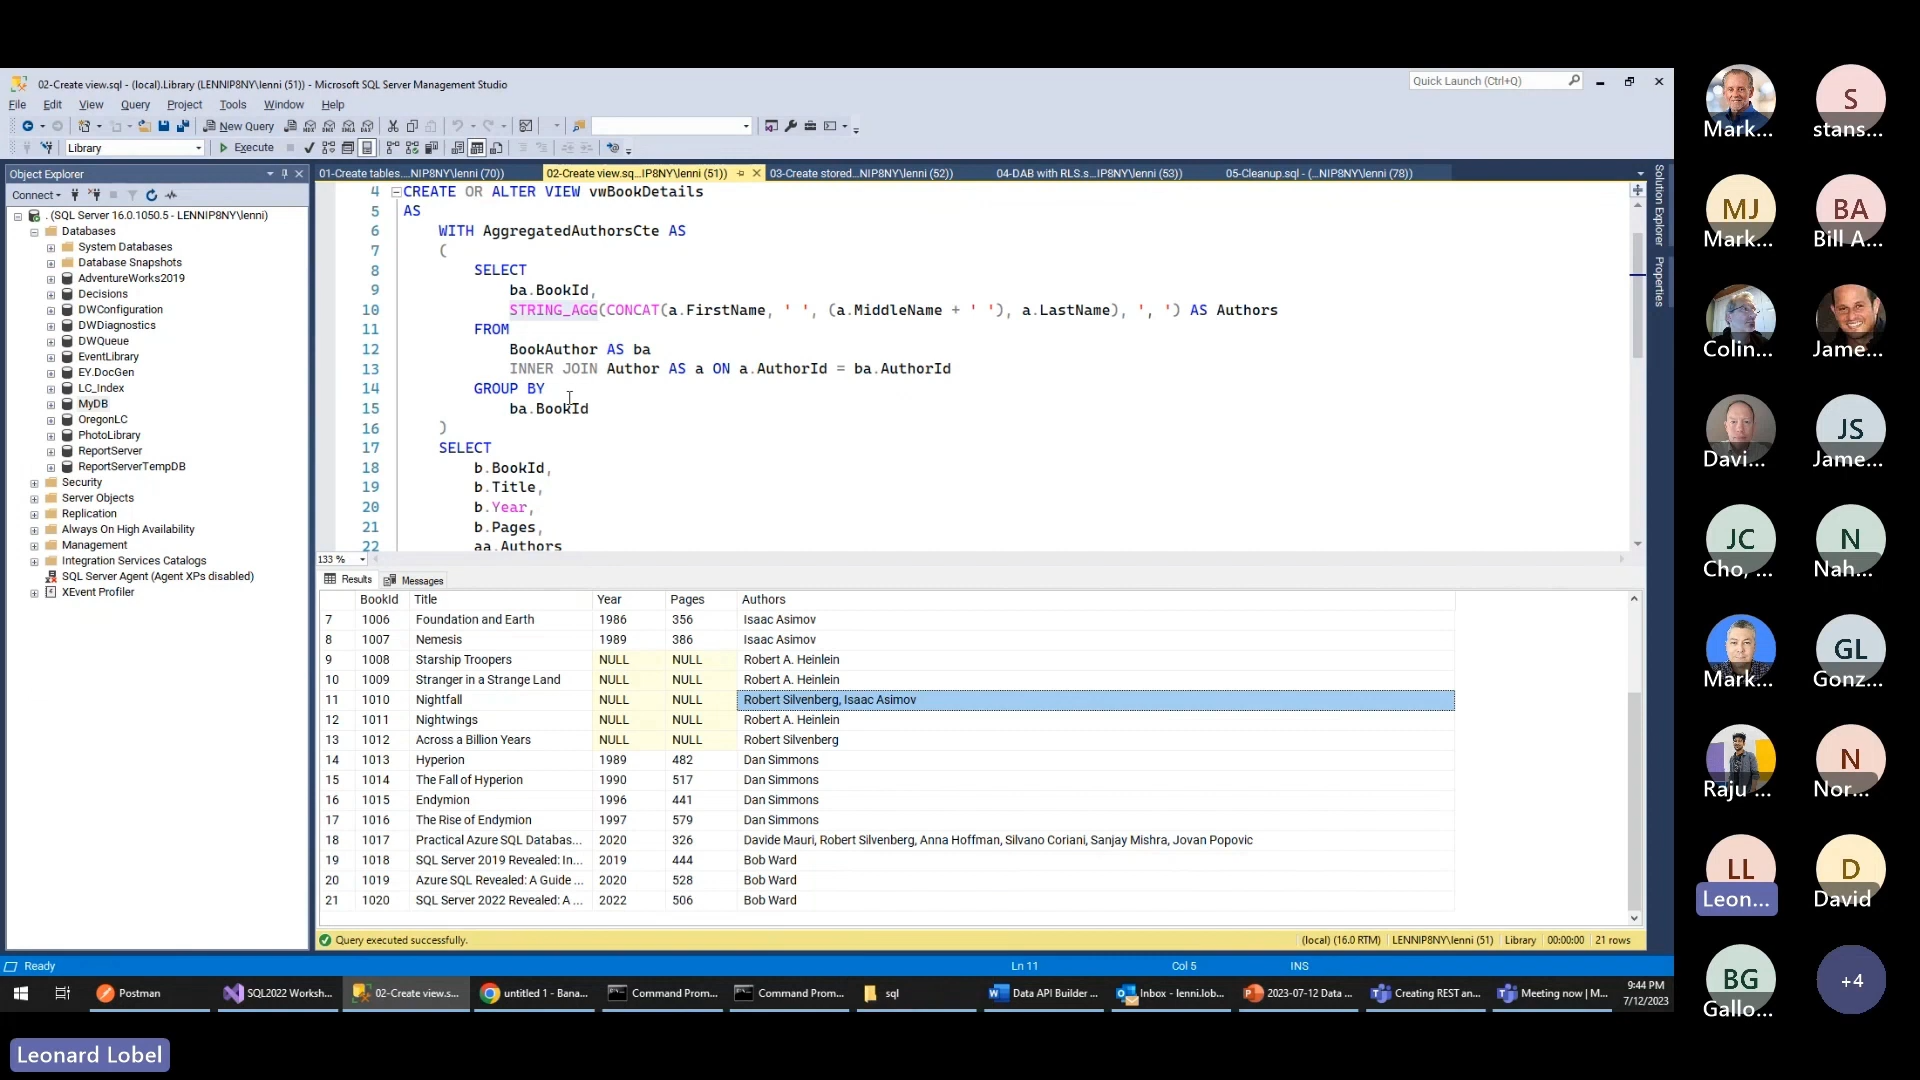 02-Create view.sql - (local).Library (LENNIP8NY\lenni (51)) - Microsoft SQL Server Management Studio
Quick Launch (Ctrl+Q)
File Edit View Query Project Tools Window Help
New Query
Library
Execute
Object Explorer
Connect
. (SQL Server 16.0.1050.5 - LENNIP8NY\lenni)
Databases
System Databases
Database Snapshots
AdventureWorks2019
Decisions
DWConfiguration
DWDiagnostics
DWQueue
EventLibrary
EY.DocGen
LC_Index
MyDB
OregonLC
PhotoLibrary
ReportServer
ReportServerTempDB
Security
Server Objects
Replication
Always On High Availability
Management
Integration Services Catalogs
SQL Server Agent (Agent XPs disabled)
XEvent Profiler
01-Create tables....NIP8NY\lenni (70)) 02-Create view.sq...IP8NY\lenni (51)) 03-Create stored...NIP8NY\lenni (52)) 04-DAB with RLS.s...IP8NY\lenni (53)) 05-Cleanup.sql - (...NIP8NY\lenni (78))
4 CREATE OR ALTER VIEW vwBookDetails
5 AS
6 WITH AggregatedAuthorsCte AS
7 (
8 SELECT
9 ba.BookId,
10 STRING_AGG(CONCAT(a.FirstName, ' ', (a.MiddleName + ' '), a.LastName), ', ') AS Authors
11 FROM
12 BookAuthor AS ba
13 INNER JOIN Author AS a ON a.AuthorId = ba.AuthorId
14 GROUP BY
15 ba.BookId
16 )
17 SELECT
18 b.BookId,
19 b.Title,
20 b.Year,
21 b.Pages,
22 aa.Authors
133 %
Results Messages
BookId Title Year Pages Authors
7 1006 Foundation and Earth 1986 356 Isaac Asimov
8 1007 Nemesis 1989 386 Isaac Asimov
9 1008 Starship Troopers NULL NULL Robert A. Heinlein
10 1009 Stranger in a Strange Land NULL NULL Robert A. Heinlein
11 1010 Nightfall NULL NULL Robert Silvenberg, Isaac Asimov
12 1011 Nightwings NULL NULL Robert A. Heinlein
13 1012 Across a Billion Years NULL NULL Robert Silvenberg
14 1013 Hyperion 1989 482 Dan Simmons
15 1014 The Fall of Hyperion 1990 517 Dan Simmons
16 1015 Endymion 1996 441 Dan Simmons
17 1016 The Rise of Endymion 1997 579 Dan Simmons
18 1017 Practical Azure SQL Databas... 2020 326 Davide Mauri, Robert Silvenberg, Anna Hoffman, Silvano Coriani, Sanjay Mishra, Jovan Popovic
19 1018 SQL Server 2019 Revealed: In... 2019 444 Bob Ward
20 1019 Azure SQL Revealed: A Guide ... 2020 528 Bob Ward
21 1020 SQL Server 2022 Revealed: A ... 2022 506 Bob Ward
Query executed successfully.
(local) (16.0 RTM) LENNIP8NY\lenni (51) Library 00:00:00 21 rows
Ready
Ln 11 Col 5 INS
Solution Explorer
Properties
Postman
SQL2022 Worksh...
02-Create view.s...
untitled 1 - Bana...
Command Prom...
Command Prom...
sql
Data API Builder ...
Inbox - lenni.lob...
2023-07-12 Data ...
Creating REST an...
Meeting now | M...
9:44 PM
7/12/2023
Leonard Lobel
Mark...
S
stans...
MJ
Mark...
BA
Bill A...
Colin...
Jame...
Davi...
JS
Jame...
JC
Cho, ...
N
Nah...
Mark...
GL
Gonz...
Raju ...
N
Nor...
LL
Leon...
D
David
BG
Gallo...
+4